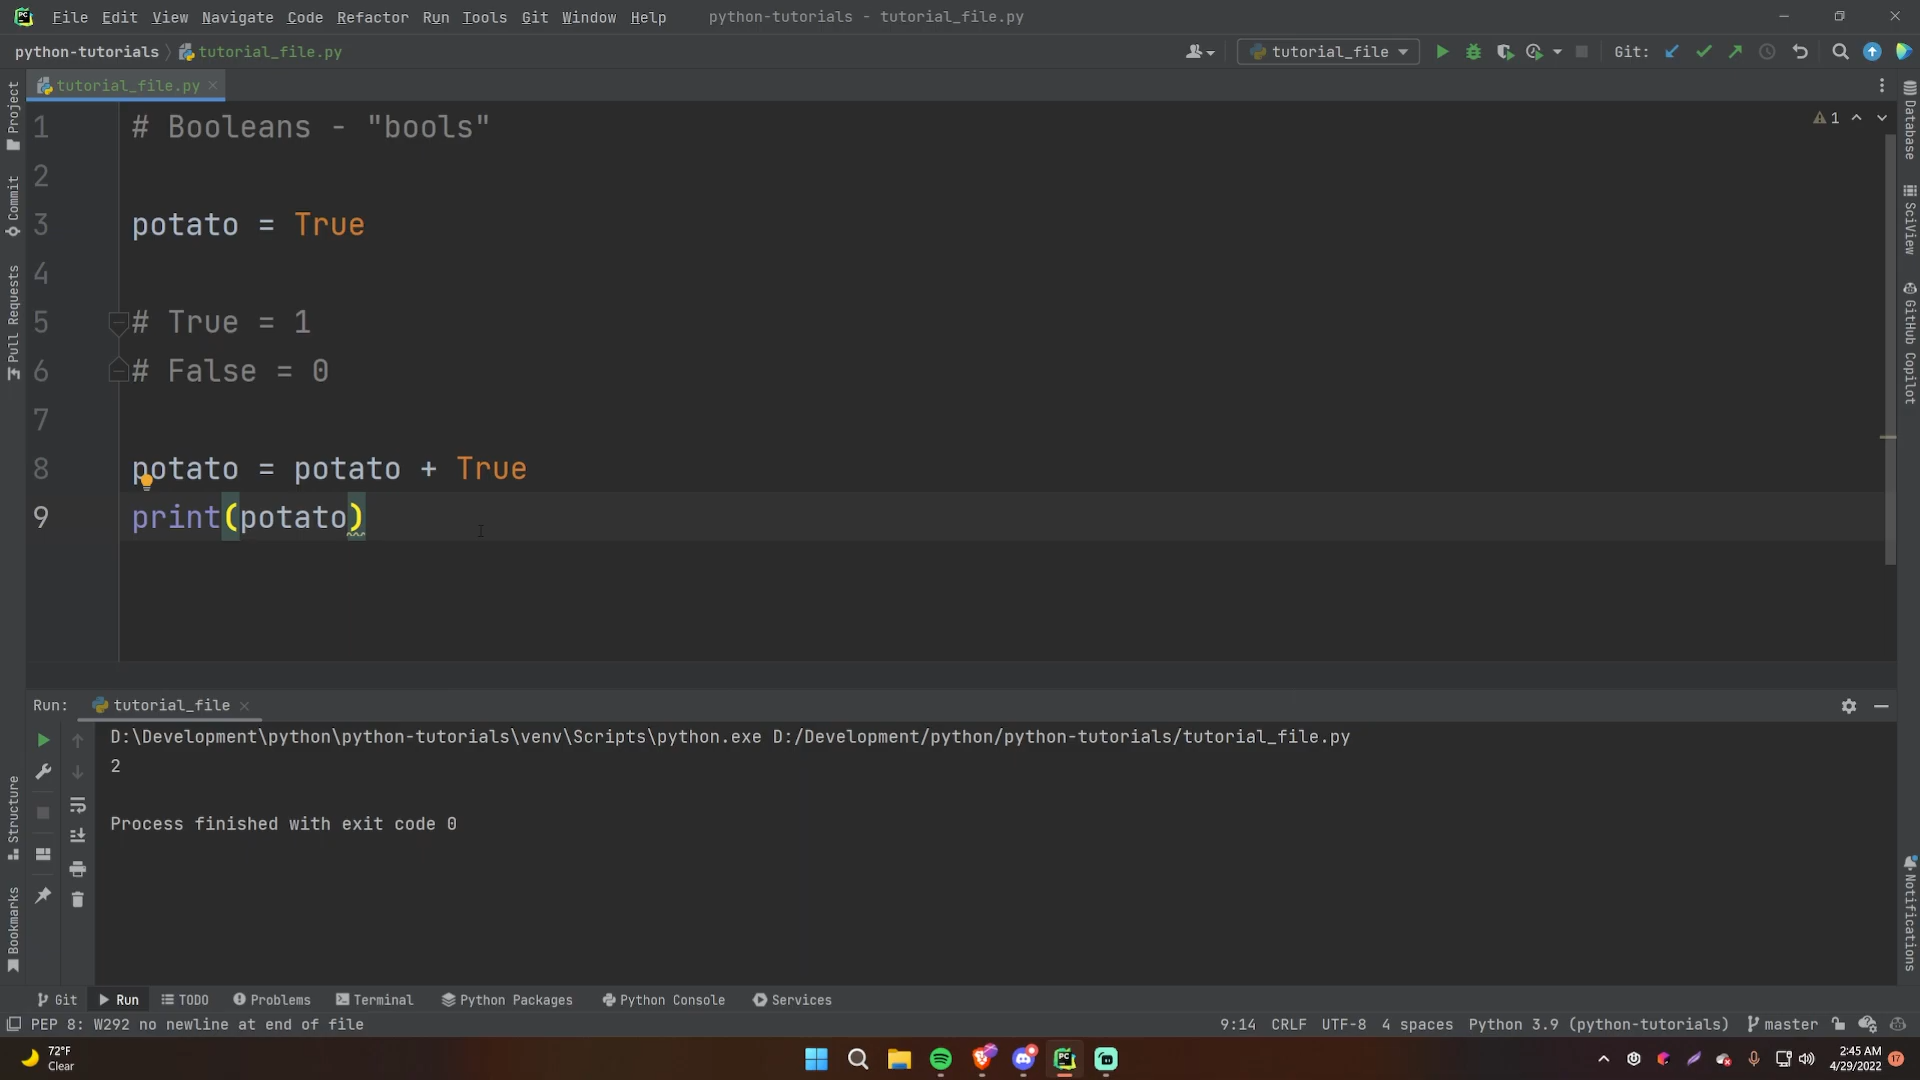 File Edit View Navigate Code Refactor Run Tools Git Window Help python-tutorials - tutorial_file.py
python-tutorials tutorial_file.py tutorial_file Git:
tutorial_file.py
1 # Booleans - "bools"
2
3 potato = True
4
5 # True = 1
6 # False = 0
7
8 potato = potato + True
9 print(potato)
1
Project
Commit
Pull Requests
Structure
Bookmarks
Database
SciView
GitHub Copilot
Notifications
Run: tutorial_file
D:\Development\python\python-tutorials\venv\Scripts\python.exe D:/Development/python/python-tutorials/tutorial_file.py
2
Process finished with exit code 0
Git Run TODO Problems Terminal Python Packages Python Console Services
PEP 8: W292 no newline at end of file 9:14 CRLF UTF-8 4 spaces Python 3.9 (python-tutorials) master
72°F
Clear
PC
2:45 AM
4/29/2022
17